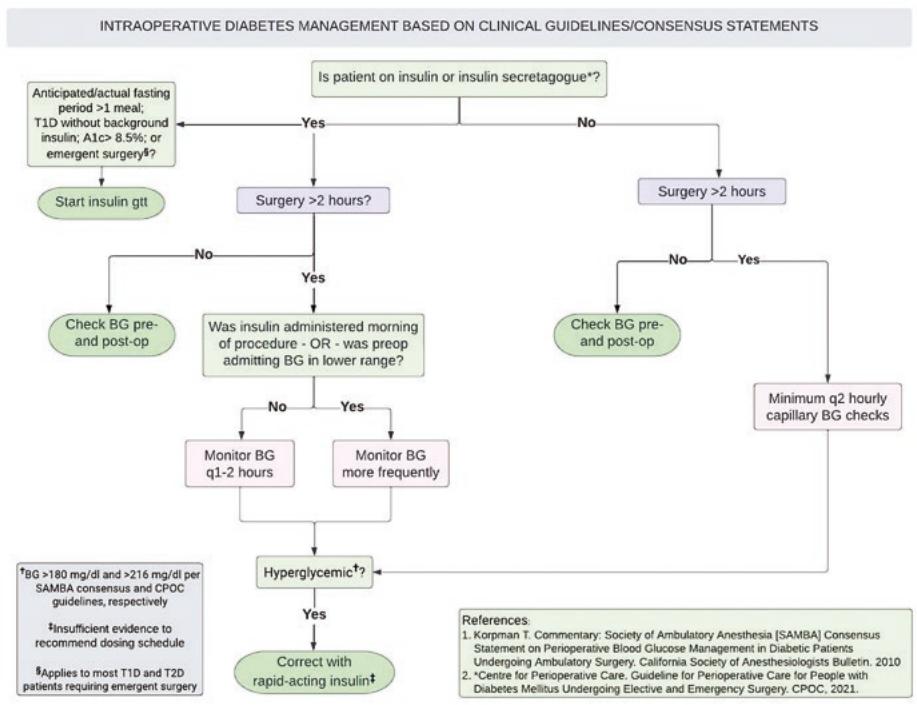 INTRAOPERATIVE DIABETES MANAGEMENT BASED ON CLINICAL GUIDELINES/CONSENSUS STATEMENTS
Is patient on insulin or insulin secretagogue*?
Anticipated/actual fasting
period >1 meal;
T1D without background
insulin; A1c> 8.5%; or
emergent surgery§?
Yes
No
Start insulin gtt
Surgery >2 hours?
Surgery >2 hours
No
Yes
No
Yes
Check BG pre-
and post-op
Was insulin administered morning
of procedure - OR - was preop
admitting BG in lower range?
Check BG pre-
and post-op
Minimum q2 hourly
capillary BG checks
No
Yes
Monitor BG
q1-2 hours
Monitor BG
more frequently
Hyperglycemic†?
Yes
Correct with
rapid-acting insulin‡
†BG >180 mg/dl and >216 mg/dl per
SAMBA consensus and CPOC
guidelines, respectively
‡Insufficient evidence to
recommend dosing schedule
§Applies to most T1D and T2D
patients requiring emergent surgery
References:
1. Korpman T. Commentary: Society of Ambulatory Anesthesia [SAMBA] Consensus
Statement on Perioperative Blood Glucose Management in Diabetic Patients
Undergoing Ambulatory Surgery. California Society of Anesthesiologists Bulletin. 2010
2. *Centre for Perioperative Care. Guideline for Perioperative Care for People with
Diabetes Mellitus Undergoing Elective and Emergency Surgery. CPOC, 2021.